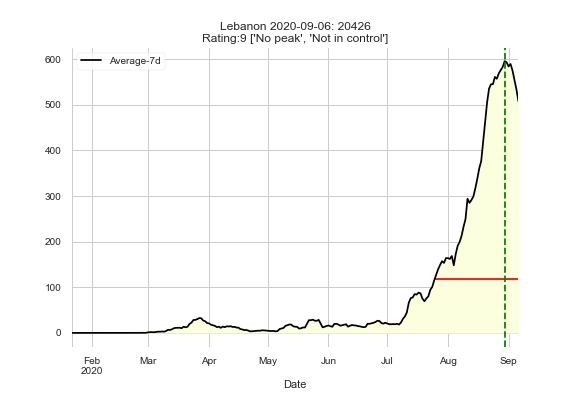 Lebanon 2020-09-06: 20426
Rating:9 ['No peak', 'Not in control']
Average-7d
600
500
400
300
200
100
0
Feb Mar Apr May Jun Jul Aug Sep
2020
Date